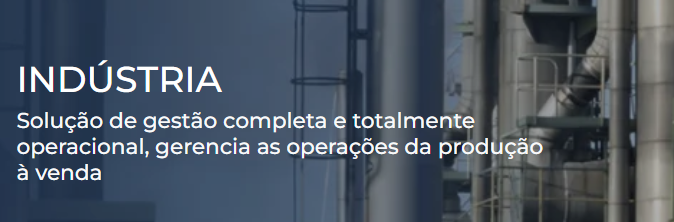 INDÚSTRIA
Solução de gestão completa e totalmente
operacional, gerencia as operações da produção
à venda